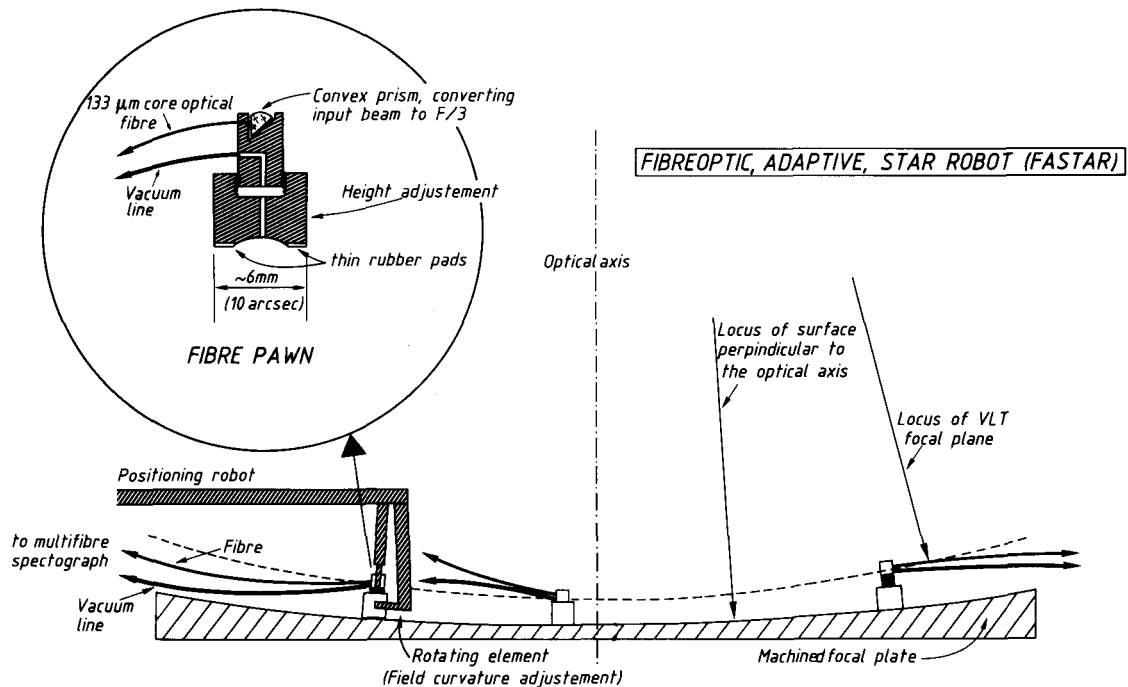 133 µm core optical
fibre
Convex prism, converting
input beam to F/3
Vacuum
line
Height adjustement
thin rubber pads
~6mm
(10 arcsec)
FIBRE PAWN
FIBREOPTIC, ADAPTIVE, STAR ROBOT (FASTAR)
Optical axis
Locus of surface
perpindicular to
the optical axis
Locus of VLT
focal plane
Positioning robot
to multifibre
spectograph
Fibre
Vacuum
line
Rotating element
(Field curvature adjustement)
Machined focal plate